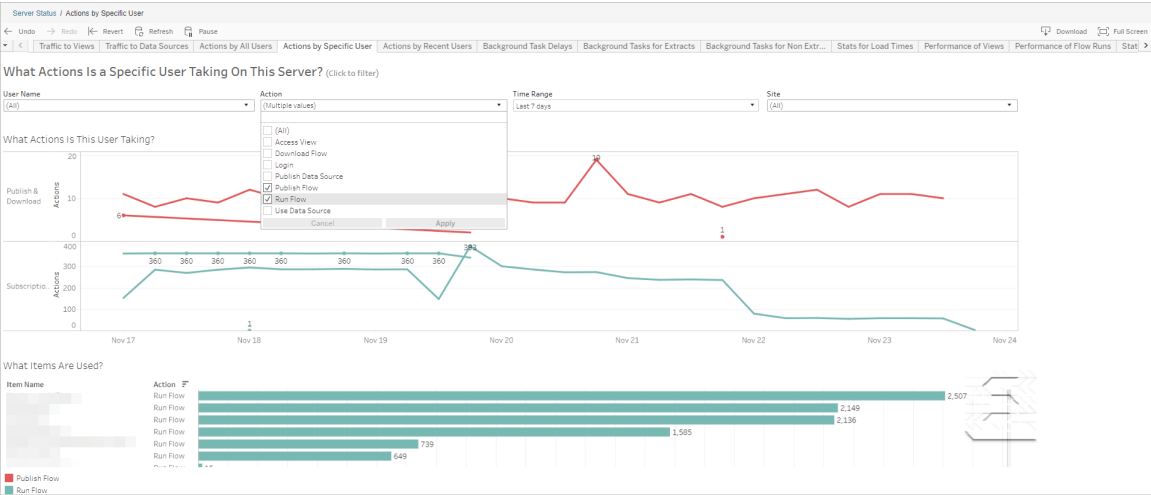 Server Status / Actions by Specific User
← Undo → Redo Revert Refresh Pause Download Full Screen
Traffic to Views Traffic to Data Sources Actions by All Users Actions by Specific User Actions by Recent Users Background Task Delays Background Tasks for Extracts Background Tasks for Non Extr... Stats for Load Times Performance of Views Performance of Flow Runs Stat
What Actions Is a Specific User Taking On This Server? (Click to filter)
User Name Action Time Range Site
(All) (Multiple values) Last 7 days (All)
(All)
Access View
Download Flow
Login
Publish Data Source
Publish Flow
Run Flow
Use Data Source
Cancel Apply
What Actions Is This User Taking?
Publish & Download
Actions
20
10
0
6
19
1
Subscriptio..
Actions
400
300
200
100
0
360 360 360 360 360 360 360 360 360
393
1
Nov 17 Nov 18 Nov 19 Nov 20 Nov 21 Nov 22 Nov 23 Nov 24
What Items Are Used?
Item Name Action
Run Flow 2,507
Run Flow 2,149
Run Flow 2,136
Run Flow 1,585
Run Flow 739
Run Flow 649
Run Flow
Publish Flow
Run Flow